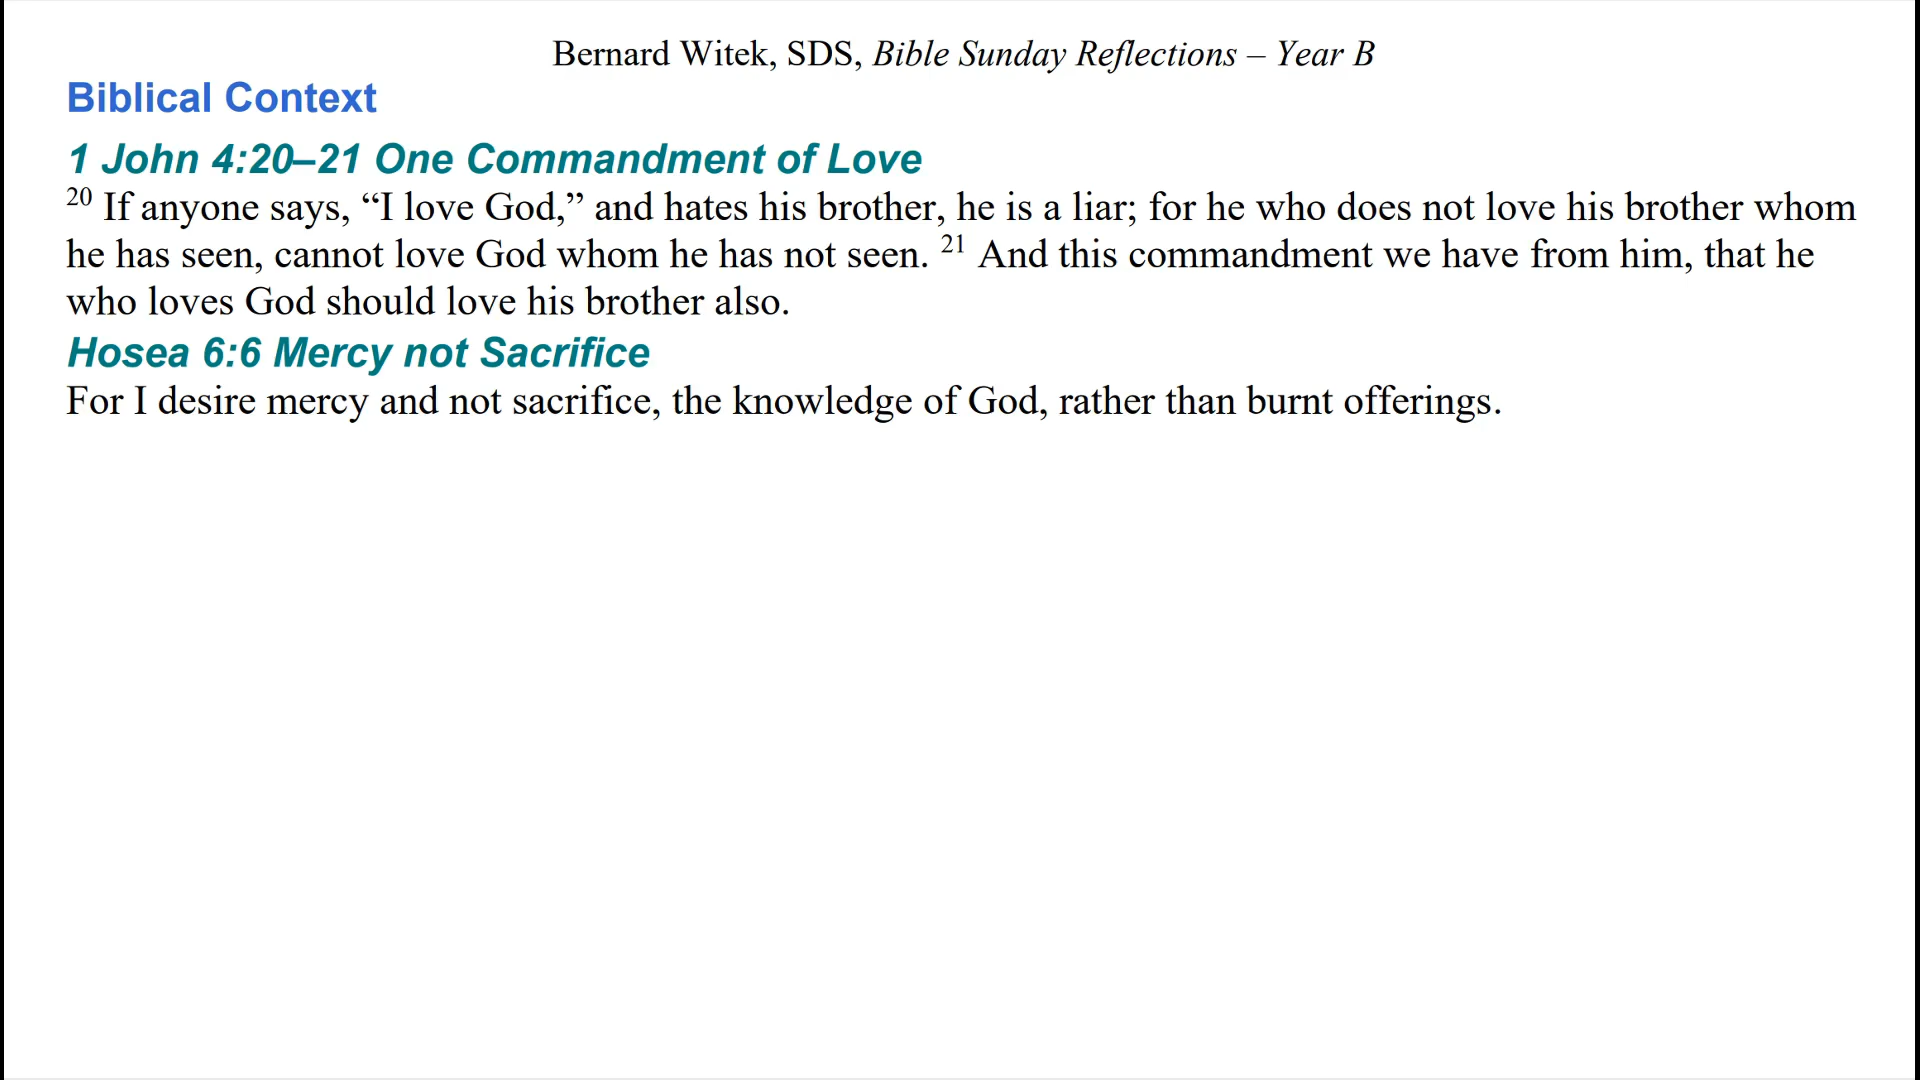 Bernard Witek, SDS, Bible Sunday Reflections – Year B
Biblical Context
1 John 4:20–21 One Commandment of Love
20 If anyone says, “I love God,” and hates his brother, he is a liar; for he who does not love his brother whom
he has seen, cannot love God whom he has not seen. 21 And this commandment we have from him, that he
who loves God should love his brother also.
Hosea 6:6 Mercy not Sacrifice
For I desire mercy and not sacrifice, the knowledge of God, rather than burnt offerings.